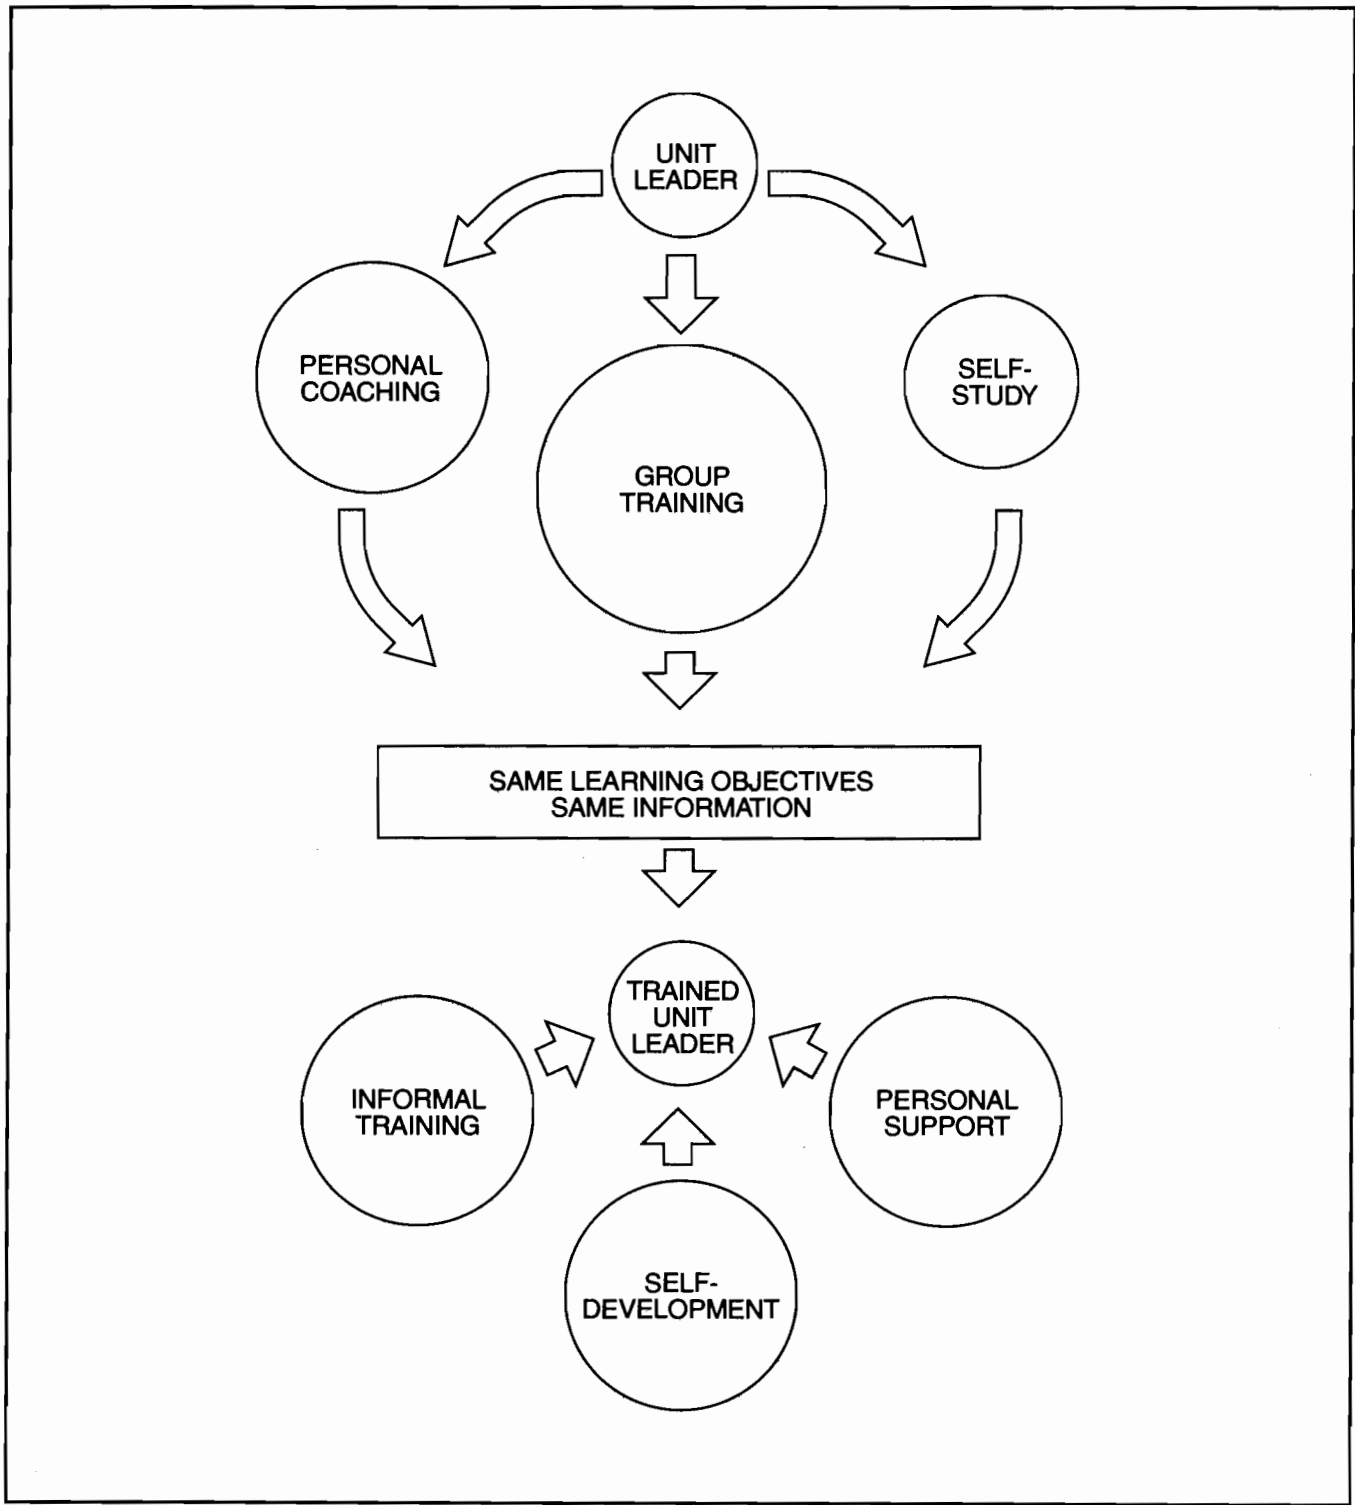 UNIT
LEADER
PERSONAL
COACHING
SELF-
STUDY
GROUP
TRAINING
SAME LEARNING OBJECTIVES
SAME INFORMATION
TRAINED
UNIT
LEADER
INFORMAL
TRAINING
PERSONAL
SUPPORT
SELF-
DEVELOPMENT